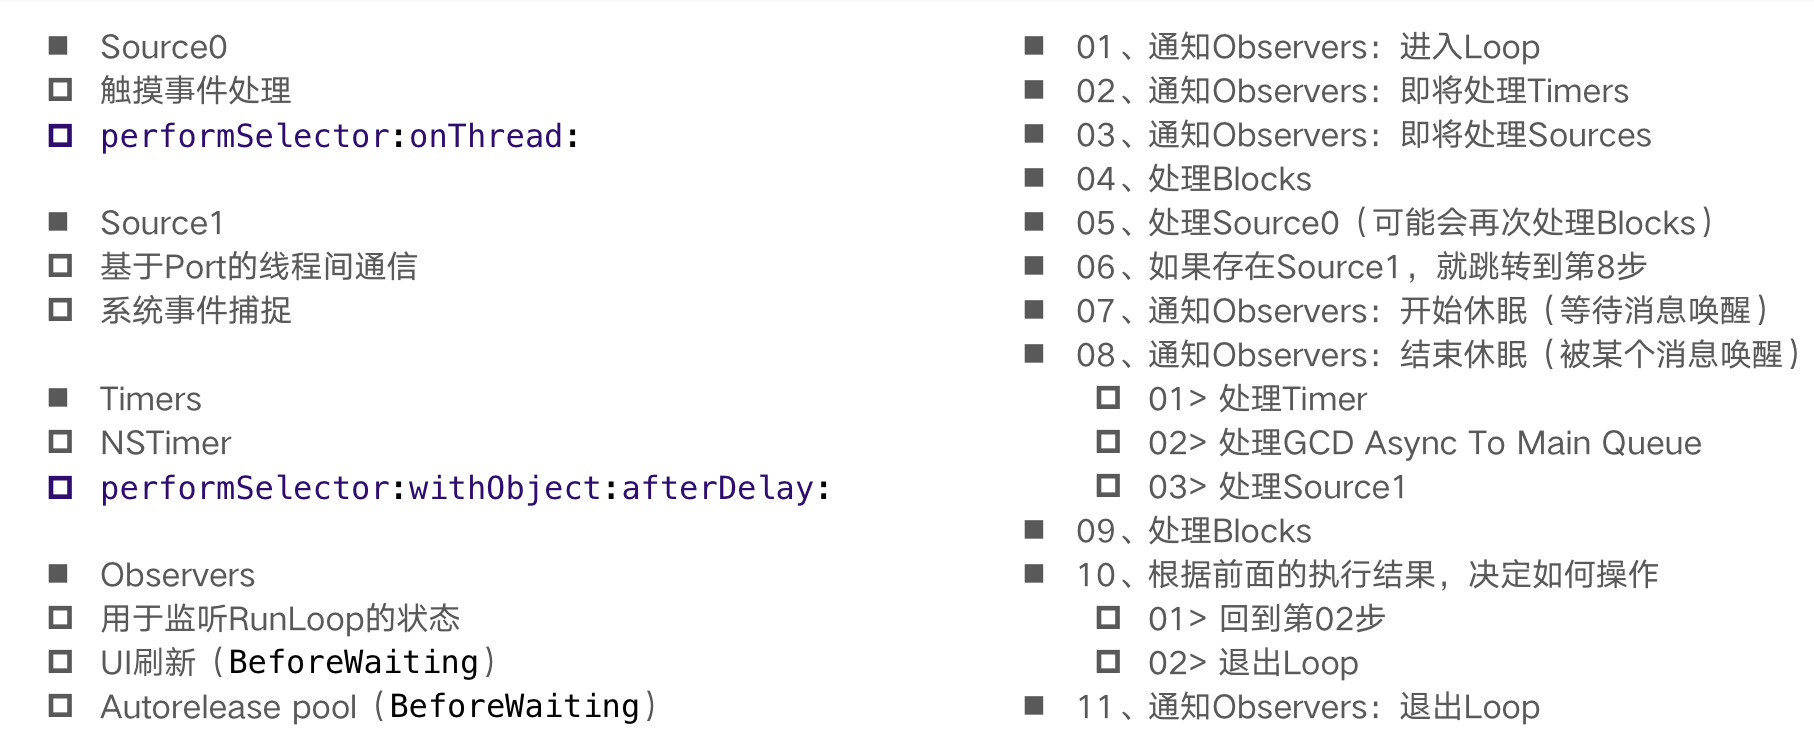 Source0
触摸事件处理
performSelector:onThread:
Source1
基于Port的线程间通信
系统事件捕捉
Timers
NSTimer
performSelector:withObject:afterDelay:
Observers
用于监听RunLoop的状态
UI刷新（BeforeWaiting）
Autorelease pool（BeforeWaiting）
01、通知Observers：进入Loop
02、通知Observers：即将处理Timers
03、通知Observers：即将处理Sources
04、处理Blocks
05、处理Source0（可能会再次处理Blocks）
06、如果存在Source1，就跳转到第8步
07、通知Observers：开始休眠（等待消息唤醒）
08、通知Observers：结束休眠（被某个消息唤醒）
01> 处理Timer
02> 处理GCD Async To Main Queue
03> 处理Source1
09、处理Blocks
10、根据前面的执行结果，决定如何操作
01> 回到第02步
02> 退出Loop
11、通知Observers：退出Loop